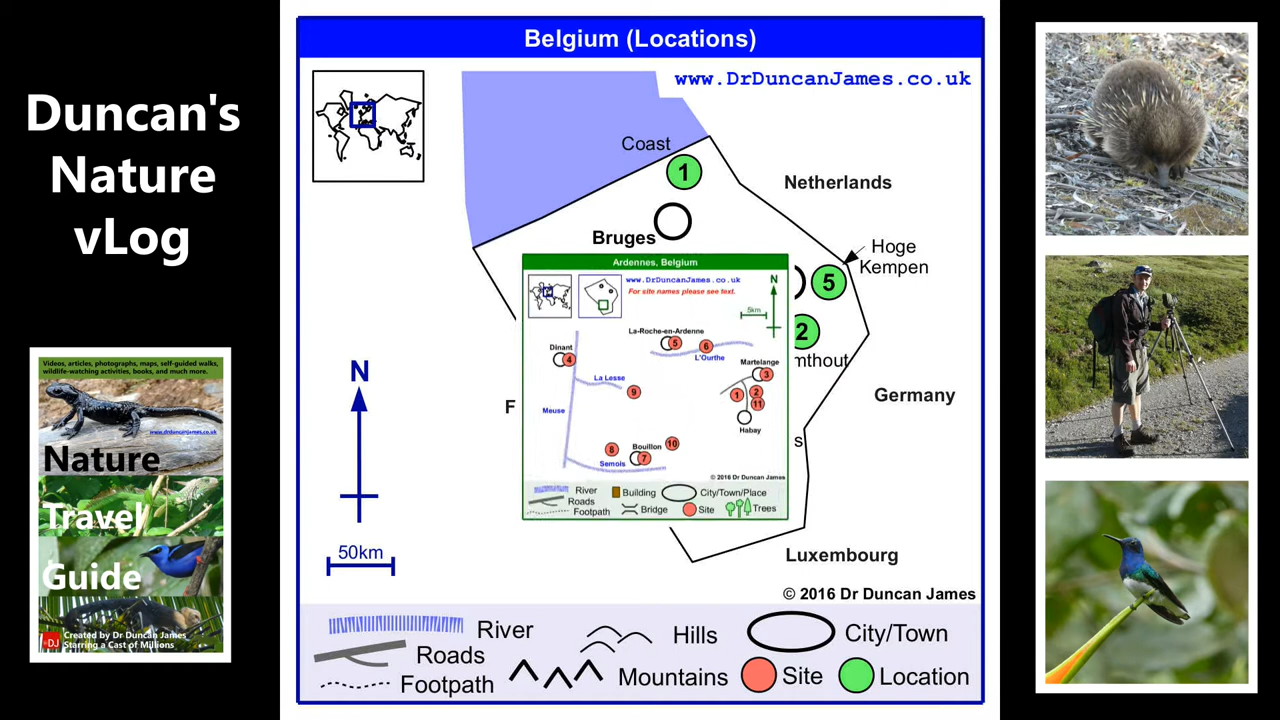 Duncan's
Nature
vLog
Videos, articles, photographs, maps, self-guided walks,
wildlife-watching activities, books, and much more.
www.drduncanjames.co.uk
Nature
Travel
Guide
DJ
Created by Dr Duncan James
Starring a Cast of Millions
Belgium (Locations)
www.DrDuncanJames.co.uk
Coast
1
Netherlands
Bruges
Hoge
Kempen
5
2
mthout
Germany
F
s
N
50km
Luxembourg
© 2016 Dr Duncan James
Ardennes, Belgium
www.DrDuncanJames.co.uk
For site names please see text.
N
5km
La-Roche-en-Ardenne
5
6
L'Ourthe
Dinant
4
La Lesse
9
Martelange
3
1
2
11
Habay
Meuse
8
Bouillon
7
10
Semois
© 2016 Dr Duncan James
River
Building
City/Town/Place
Roads
Footpath
Bridge
Site
Trees
River
Hills
City/Town
Roads
Footpath
Mountains
Site
Location